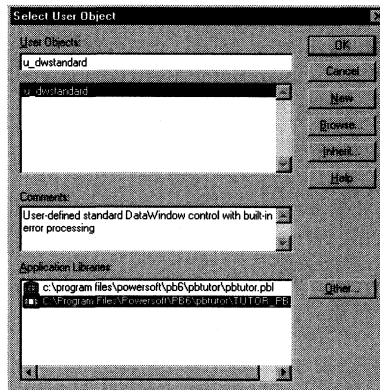 Select User Object
User Objects:
u_dwstandard
u_dwstandard
OK
Cancel
New
Browse...
Inherit...
Help
Comments:
User-defined standard DataWindow control with built-in
error processing
Application Libraries:
c:\program files\powersoft\pb6\pbtutor\pbtutor.pbl
C:\Program Files\Powersoft\PB6\pbtutor\TUTOR_PB
Other...